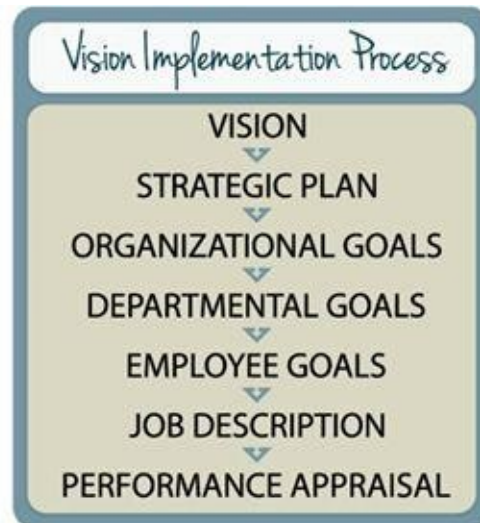 Vision Implementation Process
VISION
STRATEGIC PLAN
ORGANIZATIONAL GOALS
DEPARTMENTAL GOALS
EMPLOYEE GOALS
JOB DESCRIPTION
PERFORMANCE APPRAISAL